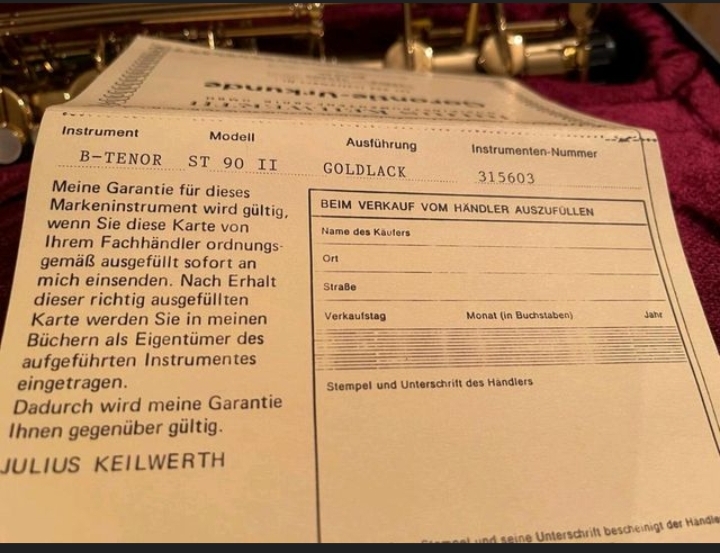 Garantie-Urkunde
Instrument Modell Ausführung Instrumenten-Nummer
B-TENOR ST 90 II GOLDLACK 315603
Meine Garantie für dieses
Markeninstrument wird gültig,
wenn Sie diese Karte von
Ihrem Fachhändler ordnungs-
gemäß ausgefüllt sofort an
mich einsenden. Nach Erhalt
dieser richtig ausgefüllten
Karte werden Sie in meinen
Büchern als Eigentümer des
aufgeführten Instrumentes
eingetragen.
Dadurch wird meine Garantie
Ihnen gegenüber gültig.
JULIUS KEILWERTH
BEIM VERKAUF VOM HÄNDLER AUSZUFÜLLEN
Name des Käufers
Ort
Straße
Verkaufstag Monat (in Buchstaben) Jahr
Stempel und Unterschrift des Händlers
Stempel und seine Unterschrift bescheinigt der Händle